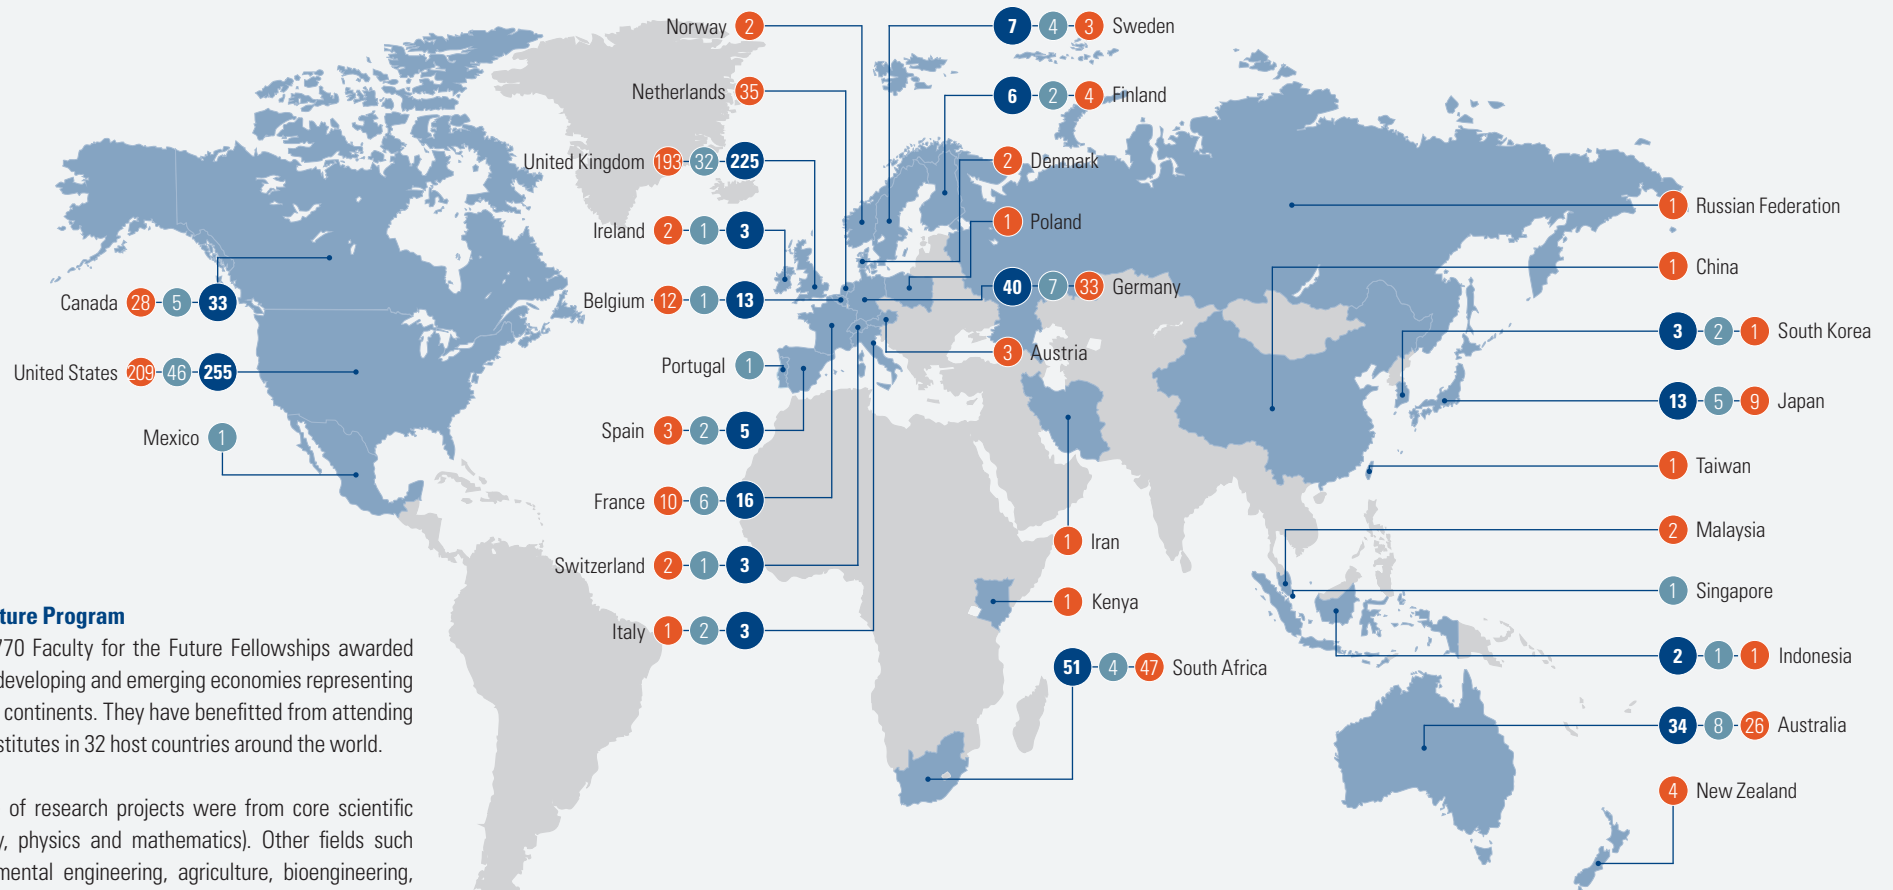 Norway 2
Netherlands 35
United Kingdom 193 32 225
Ireland 2 1 3
Belgium 12 1 13
Portugal 1
Spain 3 2 5
France 10 6 16
Switzerland 2 1 3
Italy 1 2 3
Canada 28 5 33
United States 209 46 255
Mexico 1
7 4 3 Sweden
6 2 4 Finland
2 Denmark
1 Poland
40 7 33 Germany
3 Austria
1 Iran
1 Kenya
51 4 47 South Africa
1 Russian Federation
1 China
3 2 1 South Korea
13 5 9 Japan
1 Taiwan
2 Malaysia
1 Singapore
2 1 1 Indonesia
34 8 26 Australia
4 New Zealand
Program
770 Faculty for the Future Fellowships awarded
developing and emerging economies representing
continents. They have benefitted from attending
in 32 host countries around the world.
of research projects were from core scientific
physics and mathematics). Other fields such
engineering, agriculture, bioengineering,